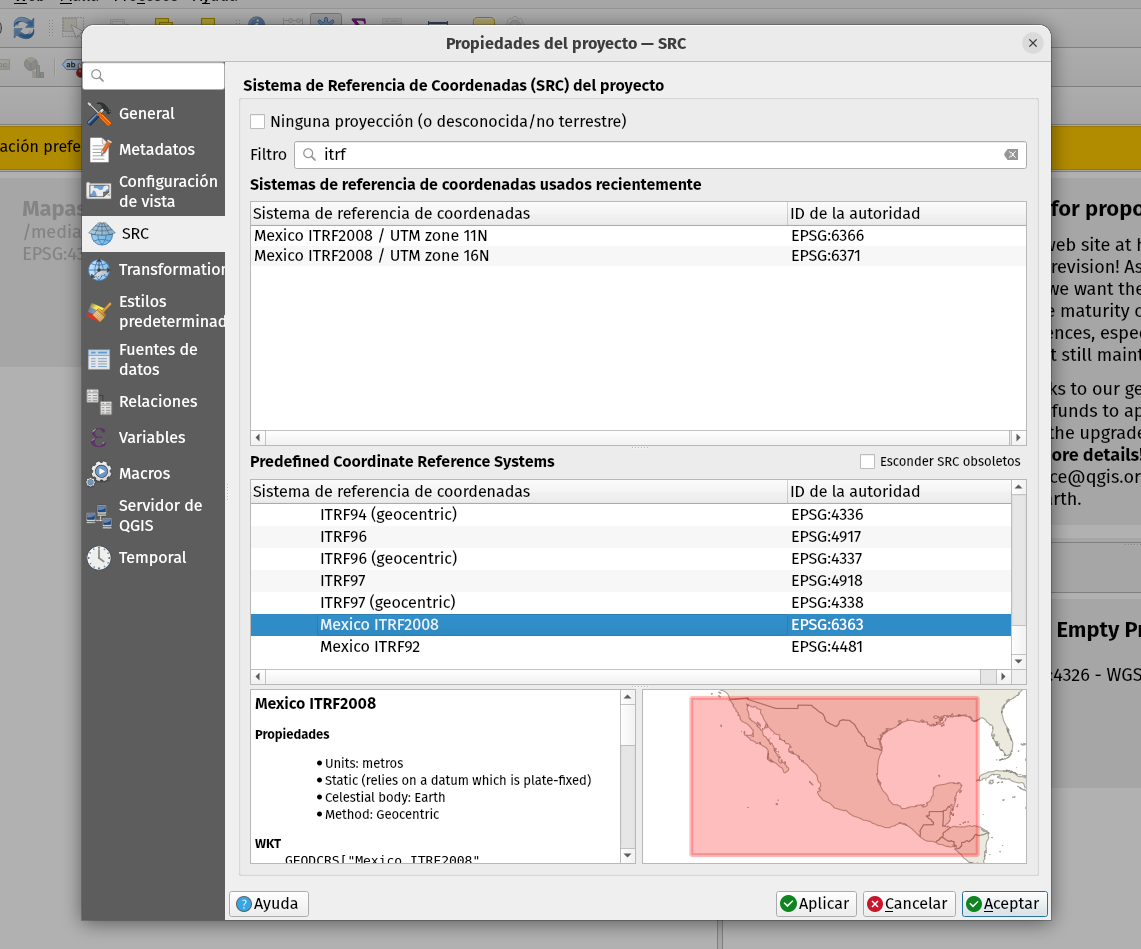 Propiedades del proyecto — SRC
General
Metadatos
Configuración
de vista
SRC
Transformation
Estilos
predeterminad
Fuentes de
datos
Relaciones
Variables
Macros
Servidor de
QGIS
Temporal
Sistema de Referencia de Coordenadas (SRC) del proyecto
Ninguna proyección (o desconocida/no terrestre)
Filtro itrf
Sistemas de referencia de coordenadas usados recientemente
Sistema de referencia de coordenadas ID de la autoridad
Mexico ITRF2008 / UTM zone 11N EPSG:6366
Mexico ITRF2008 / UTM zone 16N EPSG:6371
Predefined Coordinate Reference Systems Esconder SRC obsoletos
Sistema de referencia de coordenadas ID de la autoridad
ITRF94 (geocentric) EPSG:4336
ITRF96 EPSG:4917
ITRF96 (geocentric) EPSG:4337
ITRF97 EPSG:4918
ITRF97 (geocentric) EPSG:4338
Mexico ITRF2008 EPSG:6363
Mexico ITRF92 EPSG:4481
Mexico ITRF2008
Propiedades
• Units: metros
• Static (relies on a datum which is plate-fixed)
• Celestial body: Earth
• Method: Geocentric
WKT
GEODCRS["Mexico ITRF2008",
Ayuda
Aplicar
Cancelar
Aceptar
ación prefe
Mapas
/media
EPSG:43
for propo
web site at h
revision! As
we want the
e maturity o
ences, espe
t still maint
ks to our ge
funds to ap
the upgrade
ore details!
ce@qgis.or
rth.
Empty Pr
:4326 - WGS